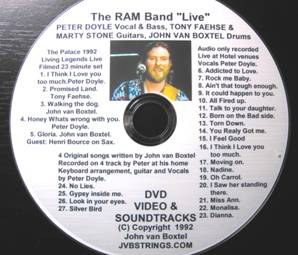 The RAM Band "Live"
PETER DOYLE Vocal & Bass, TONY FAEHSE &
MARTY STONE Guitars, JOHN VAN BOXTEL Drums
The Palace 1992
Living Legends Live
Filmed 23 minute set
1. I Think I Love you
too much.Peter Doyle.
2. Promised Land.
Tony Faehse.
3. Walking the dog.
John van Boxtel.
4. Honey Whats wrong with you.
Peter Doyle.
5. Gloria. John van Boxtel.
Guest: Henri Bource on Sax.
Audio only recorded
Live at Hotel venues
Vocals Peter Doyle.
6. Addicted to Love.
7. Rock me Baby.
8. Ain't that tough enough.
9. It could happen to you.
10. All Fired up.
11. Talk to your daughter.
12. Born on the Bad side.
13. Torn Down.
14. You Realy Got me.
15. I Feel Good
16. I Think I Love you
too much.
17. Moving on.
18. Nadine.
19. Oh Carrol.
20. I Saw her standing
there.
21. Miss Ann.
22. Monalisa.
23. Dianna.
4 Original songs written by John van Boxtel
Recorded on 4 track by Peter at his home
Keyboard arrangement, guitar and Vocals
by Peter Doyle.
24. No Lies.
25. Gypsy inside me.
26. Look in your eyes.
27. Silver Bird
DVD
VIDEO &
SOUNDTRACKS
(C) Copyright 1992
John van Boxtel
JVBSTRINGS.COM